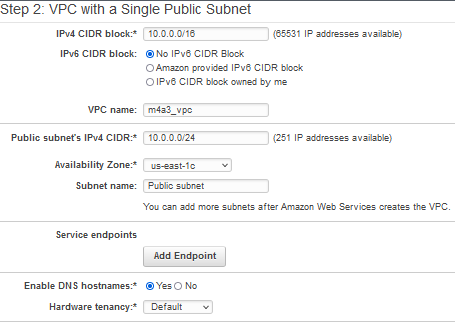 Step 2: VPC with a Single Public Subnet
IPv4 CIDR block:* 10.0.0.0/16 (65531 IP addresses available)
IPv6 CIDR block: No IPv6 CIDR Block
Amazon provided IPv6 CIDR block
IPv6 CIDR block owned by me
VPC name: m4a3_vpc
Public subnet's IPv4 CIDR:* 10.0.0.0/24 (251 IP addresses available)
Availability Zone:* us-east-1c
Subnet name: Public subnet
You can add more subnets after Amazon Web Services creates the VPC.
Service endpoints
Add Endpoint
Enable DNS hostnames:* Yes No
Hardware tenancy:* Default